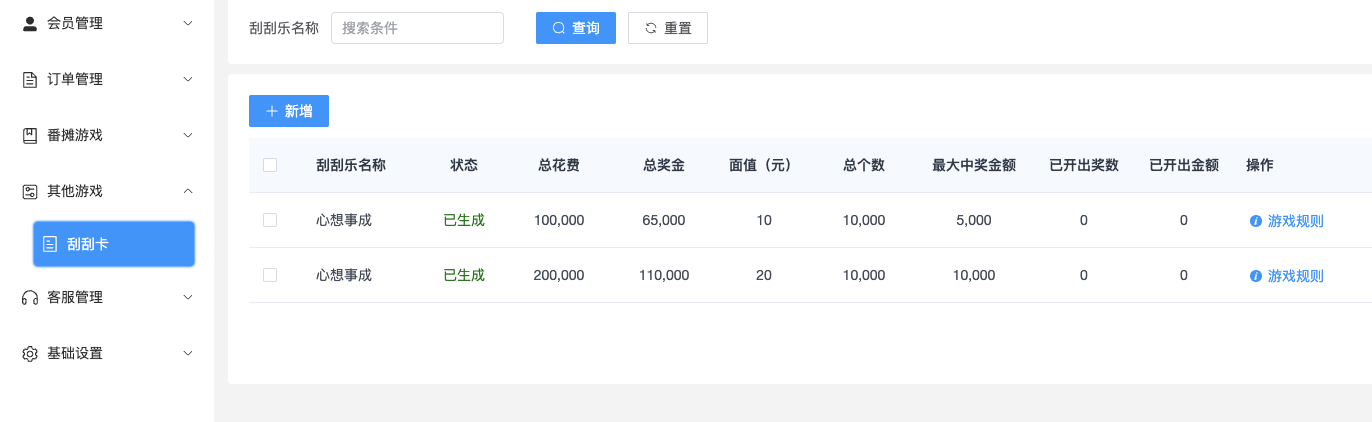 会员管理
订单管理
番摊游戏
其他游戏
刮刮卡
客服管理
基础设置
刮刮乐名称 搜索条件 查询 重置
新增
刮刮乐名称 状态 总花费 总奖金 面值（元） 总个数 最大中奖金额 已开出奖数 已开出金额 操作
心想事成 已生成 100,000 65,000 10 10,000 5,000 0 0 游戏规则
心想事成 已生成 200,000 110,000 20 10,000 10,000 0 0 游戏规则